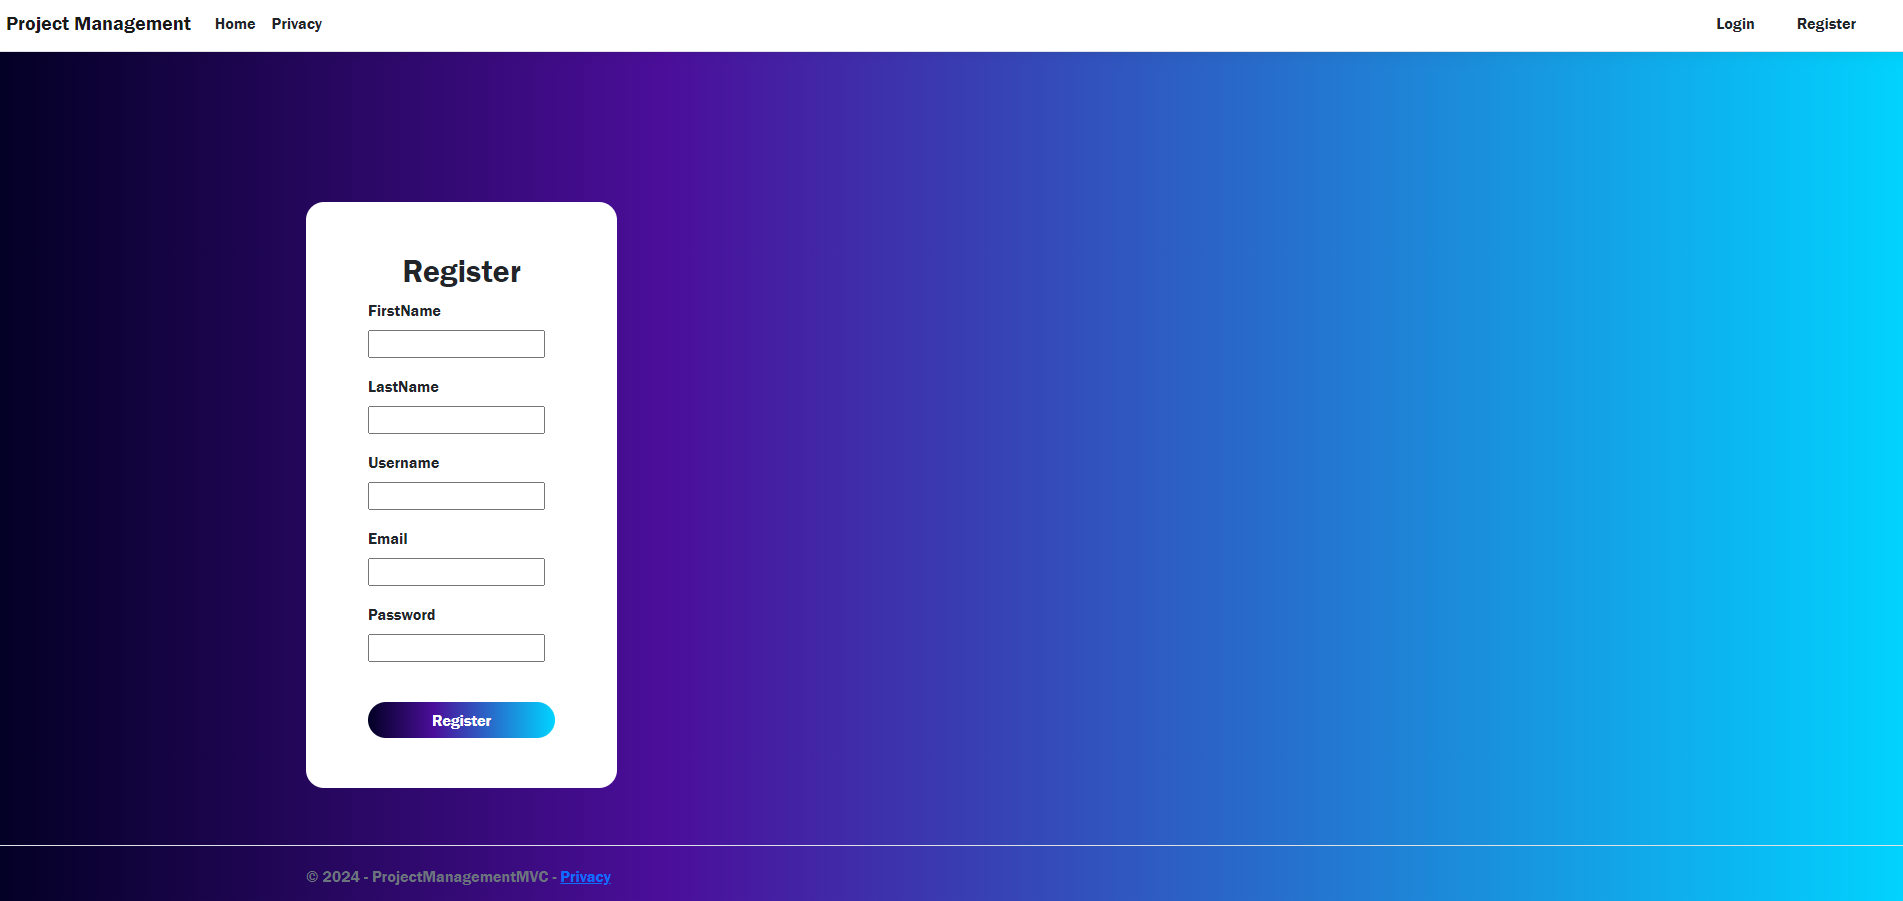 Project Management Home Privacy Login Register
Register
FirstName
LastName
Username
Email
Password
Register
© 2024 - ProjectManagementMVC - Privacy